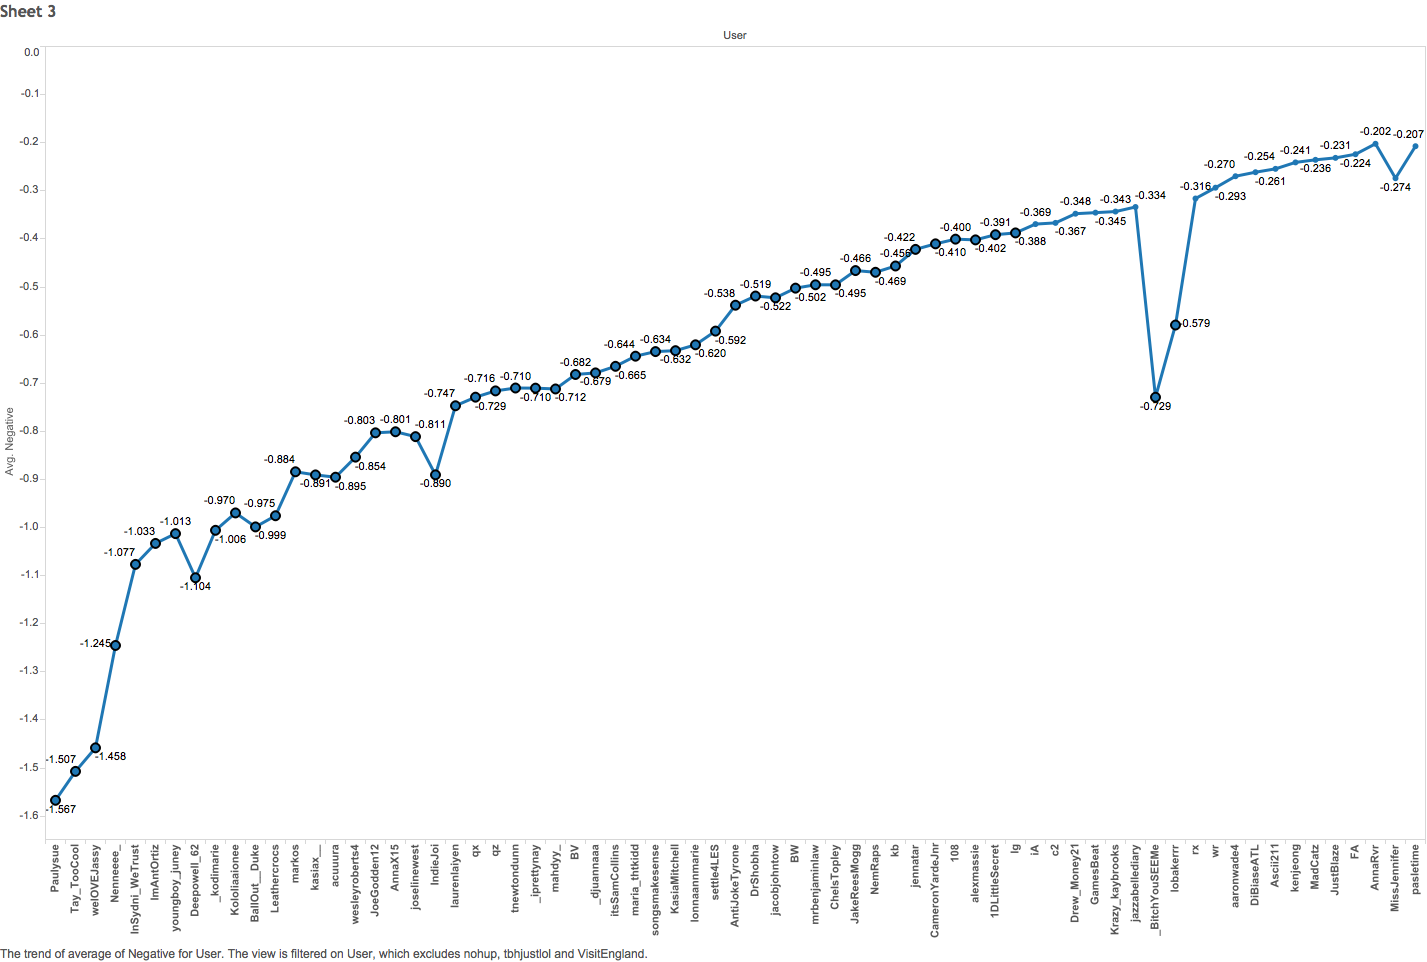 Sheet 3
User
0.0
-0.1
-0.2
-0.3
-0.4
-0.5
-0.6
-0.7
-0.8
-0.9
-1.0
-1.1
-1.2
-1.3
-1.4
-1.5
-1.6
Avg. Negative
-1.567
-1.507
-1.458
-1.245
-1.077
-1.033
-1.013
-1.104
-1.006
-0.970
-0.999
-0.975
-0.884
-0.891
-0.895
-0.854
-0.803
-0.801
-0.811
-0.890
-0.747
-0.729
-0.716
-0.710
-0.710
-0.712
-0.682
-0.679
-0.665
-0.644
-0.634
-0.632
-0.620
-0.592
-0.538
-0.519
-0.522
-0.502
-0.495
-0.495
-0.466
-0.469
-0.456
-0.422
-0.410
-0.400
-0.402
-0.391
-0.388
-0.369
-0.367
-0.348
-0.345
-0.343
-0.334
-0.729
-0.579
-0.316
-0.293
-0.270
-0.261
-0.254
-0.241
-0.236
-0.231
-0.224
-0.202
-0.274
-0.207
Paulysue
Tay_TooCool
welOVEJassy
Nenneeee_
InSydni_WeTrust
ImAntOrtiz
youngboy_juney
Deepowell_62
_kodimarie
Kololiaaionee
BallOut__Duke
Leathercrocs
markos
kasiax__
acuuura
wesleyroberts4
JoeGodden12
AnnaX15
joselinewest
IndieJoi
laurenlaiyen
qx
qz
tnewtondunn
_iprettynay
mahdyy_
BV
_djuannaaa
itsSamCollins
maria_thtkidd
songsmakesense
KasiaMitchell
lonnannmarie
settle4LES
AntiJokeTyrone
DrShobha
jacobjohntow
BW
mrbenjaminlaw
ChelsTopley
JakeReesMogg
NenRaps
kb
jennatar
CameronYardeJnr
108
alexmassie
1DLittleSecret
lg
iA
c2
Drew_Money21
GamesBeat
Krazy_kaybrooks
jazzabellediary
_BitchYouSEEMe
lobakerrr
rx
wr
aaronwade4
DiBiaseATL
Ascii211
kenjeong
MadCatz
JustBlaze
FA
AnnaRvr
MissJennifer
pasletime
The trend of average of Negative for User. The view is filtered on User, which excludes nohup, tbhjustlol and VisitEngland.